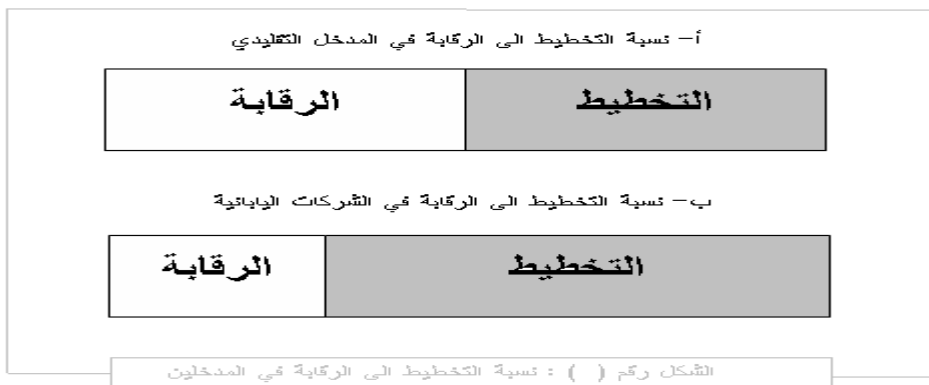 أ– نسبة التخطيط الى الرقابة في المدخل التقليدي
التخطيط الرقابة
ب– نسبة التخطيط الى الرقابة في الشركات اليابانية
التخطيط الرقابة
الشكل رقم ( ) : نسبة التخطيط الى الرقابة في المدخلين